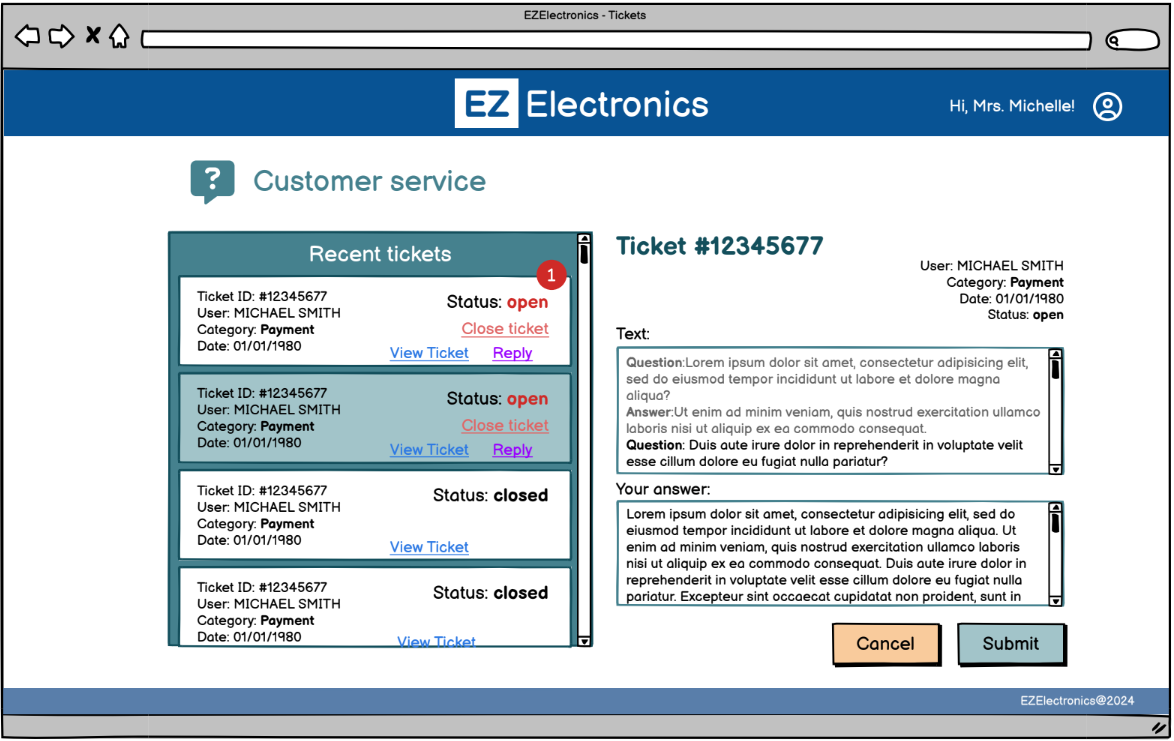 EZElectronics - Tickets
EZ Electronics
Hi, Mrs. Michelle!
? Customer service
Recent tickets
1
Ticket ID: #12345677
User: MICHAEL SMITH
Category: Payment
Date: 01/01/1980
Status: open
Close ticket
View Ticket Reply
Ticket ID: #12345677
User: MICHAEL SMITH
Category: Payment
Date: 01/01/1980
Status: open
Close ticket
View Ticket Reply
Ticket ID: #12345677
User: MICHAEL SMITH
Category: Payment
Date: 01/01/1980
Status: closed
View Ticket
Ticket ID: #12345677
User: MICHAEL SMITH
Category: Payment
Date: 01/01/1980
Status: closed
View Ticket
Ticket #12345677
User: MICHAEL SMITH
Category: Payment
Date: 01/01/1980
Status: open
Text:
Question:Lorem ipsum dolor sit amet, consectetur adipisicing elit,
sed do eiusmod tempor incididunt ut labore et dolore magna
aliqua?
Answer:Ut enim ad minim veniam, quis nostrud exercitation ullamco
laboris nisi ut aliquip ex ea commodo consequat.
Question: Duis aute irure dolor in reprehenderit in voluptate velit
esse cillum dolore eu fugiat nulla pariatur?
Your answer:
Lorem ipsum dolor sit amet, consectetur adipisicing elit, sed do
eiusmod tempor incididunt ut labore et dolore magna aliqua. Ut
enim ad minim veniam, quis nostrud exercitation ullamco laboris
nisi ut aliquip ex ea commodo consequat. Duis aute irure dolor in
reprehenderit in voluptate velit esse cillum dolore eu fugiat nulla
pariatur. Excepteur sint occaecat cupidatat non proident, sunt in
Cancel
Submit
EZElectronics@2024